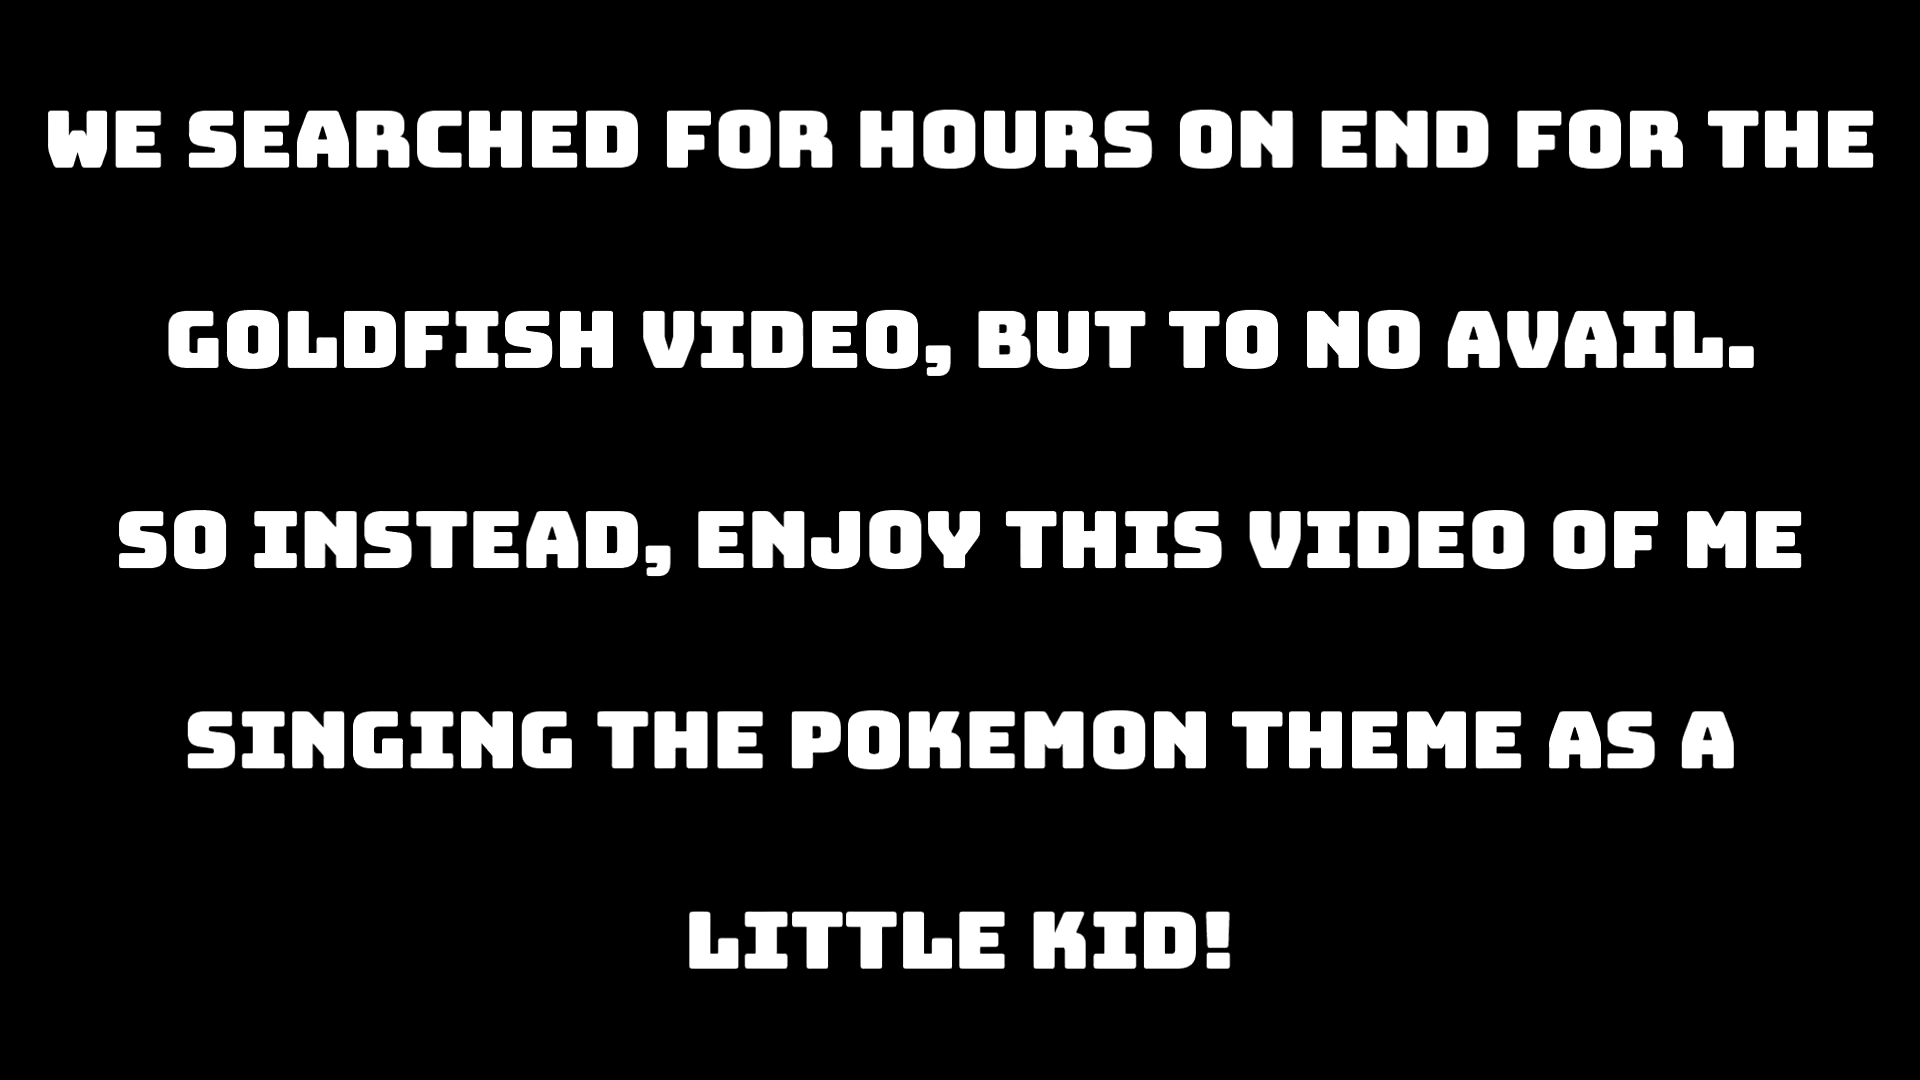 WE SEARCHED FOR HOURS ON END FOR THE
GOLDFISH VIDEO, BUT TO NO AVAIL.
SO INSTEAD, ENJOY THIS VIDEO OF ME
SINGING THE POKEMON THEME AS A
LITTLE KID!